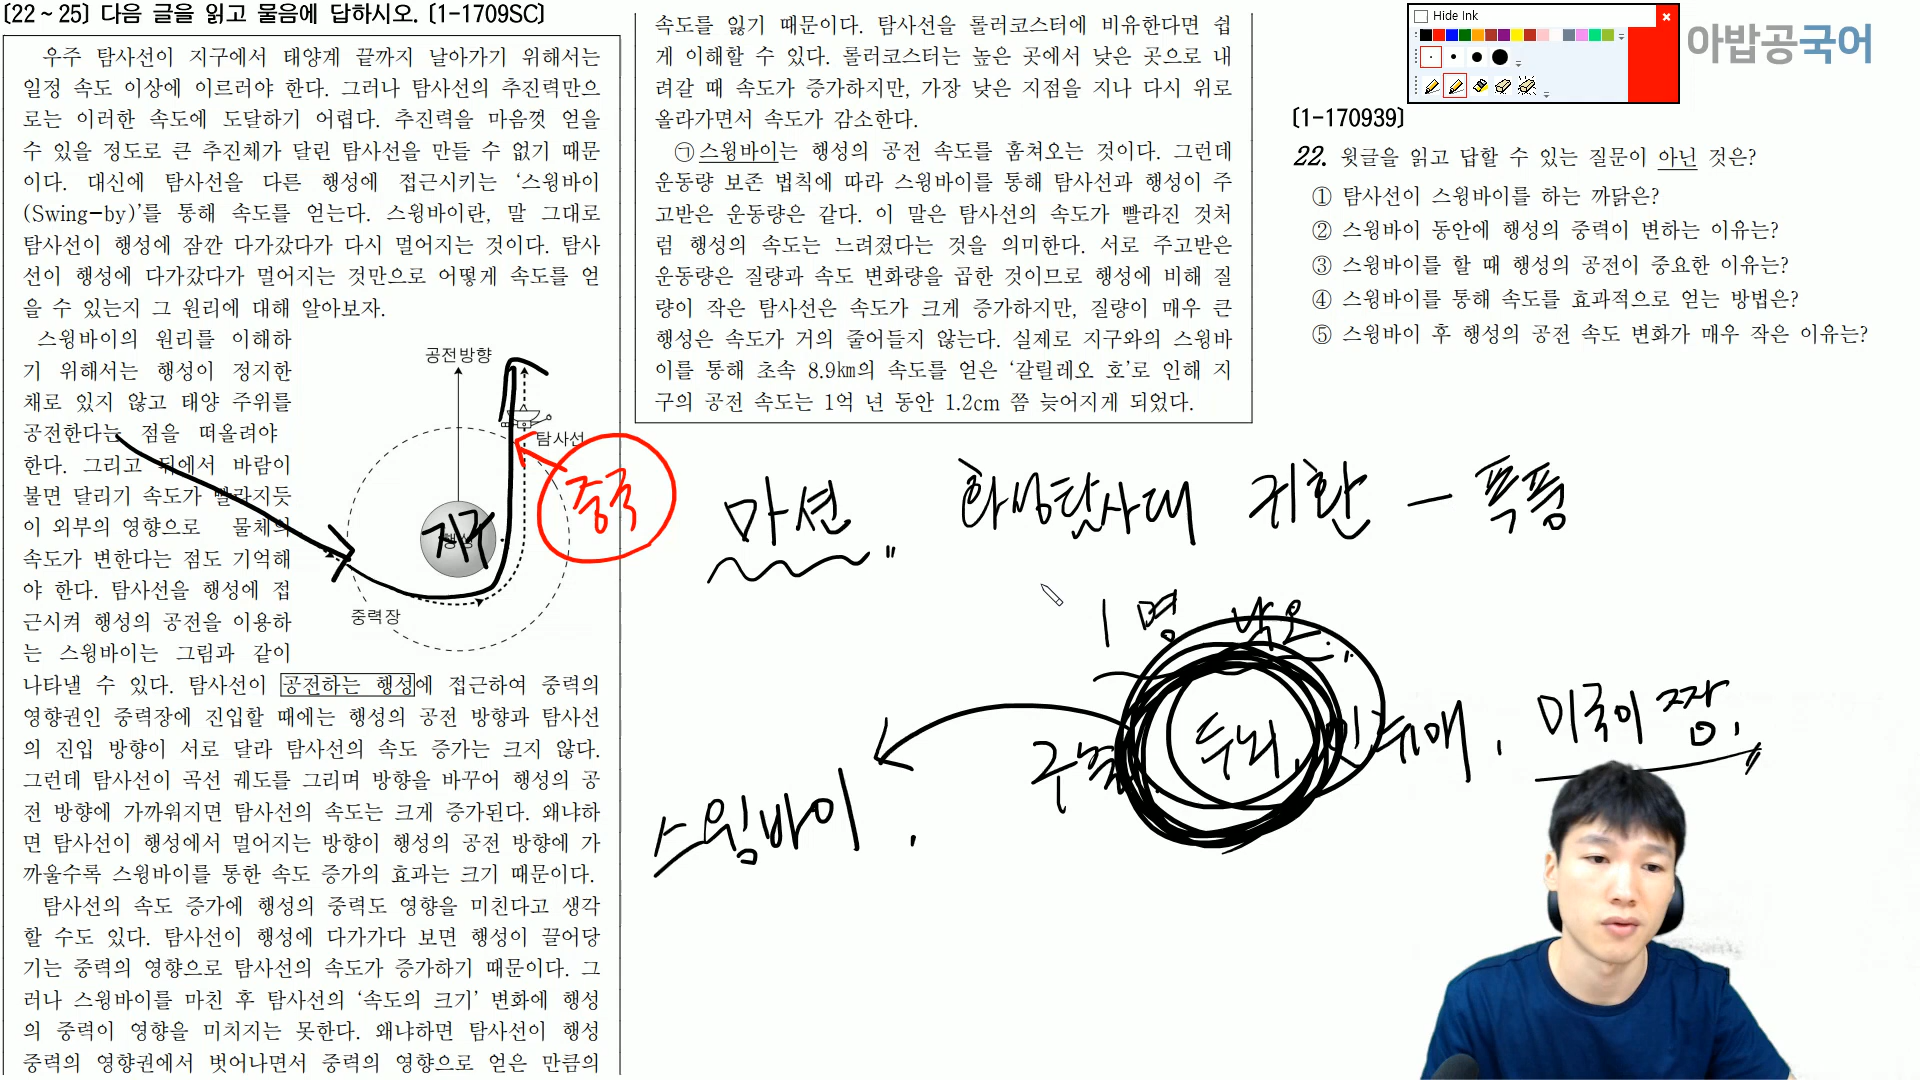 [22～25] 다음 글을 읽고 물음에 답하시오. [1-1709SC]
우주 탐사선이 지구에서 태양계 끝까지 날아가기 위해서는
일정 속도 이상에 이르러야 한다. 그러나 탐사선의 추진력만으
로는 이러한 속도에 도달하기 어렵다. 추진력을 마음껏 얻을
수 있을 정도로 큰 추진체가 달린 탐사선을 만들 수 없기 때문
이다. 대신에 탐사선을 다른 행성에 접근시키는 ‘스윙바이
(Swing-by)’를 통해 속도를 얻는다. 스윙바이란, 말 그대로
탐사선이 행성에 잠깐 다가갔다가 다시 멀어지는 것이다. 탐사
선이 행성에 다가갔다가 멀어지는 것만으로 어떻게 속도를 얻
을 수 있는지 그 원리에 대해 알아보자.
스윙바이의 원리를 이해하
기 위해서는 행성이 정지한
채로 있지 않고 태양 주위를
공전한다는 점을 떠올려야
한다. 그리고 뒤에서 바람이
불면 달리기 속도가 빨라지듯
이 외부의 영향으로 물체의
속도가 변한다는 점도 기억해
야 한다. 탐사선을 행성에 접
근시켜 행성의 공전을 이용하
는 스윙바이는 그림과 같이
나타낼 수 있다. 탐사선이 공전하는 행성에 접근하여 중력의
영향권인 중력장에 진입할 때에는 행성의 공전 방향과 탐사선
의 진입 방향이 서로 달라 탐사선의 속도 증가는 크지 않다.
그런데 탐사선이 곡선 궤도를 그리며 방향을 바꾸어 행성의 공
전 방향에 가까워지면 탐사선의 속도는 크게 증가된다. 왜냐하
면 탐사선이 행성에서 멀어지는 방향이 행성의 공전 방향에 가
까울수록 스윙바이를 통한 속도 증가의 효과는 크기 때문이다.
탐사선의 속도 증가에 행성의 중력도 영향을 미친다고 생각
할 수도 있다. 탐사선이 행성에 다가가다 보면 행성이 끌어당
기는 중력의 영향으로 탐사선의 속도가 증가하기 때문이다. 그
러나 스윙바이를 마친 후 탐사선의 ‘속도의 크기’ 변화에 행성
의 중력이 영향을 미치지는 못한다. 왜냐하면 탐사선이 행성
중력의 영향권에서 벗어나면서 중력의 영향으로 얻은 만큼의
공전방향
탐사선
행성
지구
중력장
중국
속도를 잃기 때문이다. 탐사선을 롤러코스터에 비유한다면 쉽
게 이해할 수 있다. 롤러코스터는 높은 곳에서 낮은 곳으로 내
려갈 때 속도가 증가하지만, 가장 낮은 지점을 지나 다시 위로
올라가면서 속도가 감소한다.
㉠스윙바이는 행성의 공전 속도를 훔쳐오는 것이다. 그런데
운동량 보존 법칙에 따라 스윙바이를 통해 탐사선과 행성이 주
고받은 운동량은 같다. 이 말은 탐사선의 속도가 빨라진 것처
럼 행성의 속도는 느려졌다는 것을 의미한다. 서로 주고받은
운동량은 질량과 속도 변화량을 곱한 것이므로 행성에 비해 질
량이 작은 탐사선은 속도가 크게 증가하지만, 질량이 매우 큰
행성은 속도가 거의 줄어들지 않는다. 실제로 지구와의 스윙바
이를 통해 초속 8.9㎞의 속도를 얻은 ‘갈릴레오 호’로 인해 지
구의 공전 속도는 1억 년 동안 1.2cm 쯤 늦어지게 되었다.
마션 화성탐사대 귀환 - 폭풍
1명 낙오
두뇌, 미국이 짱.
스윙바이.
Hide Ink
아밥공국어
[1-170939]
22. 윗글을 읽고 답할 수 있는 질문이 아닌 것은?
① 탐사선이 스윙바이를 하는 까닭은?
② 스윙바이 동안에 행성의 중력이 변하는 이유는?
③ 스윙바이를 할 때 행성의 공전이 중요한 이유는?
④ 스윙바이를 통해 속도를 효과적으로 얻는 방법은?
⑤ 스윙바이 후 행성의 공전 속도 변화가 매우 작은 이유는?